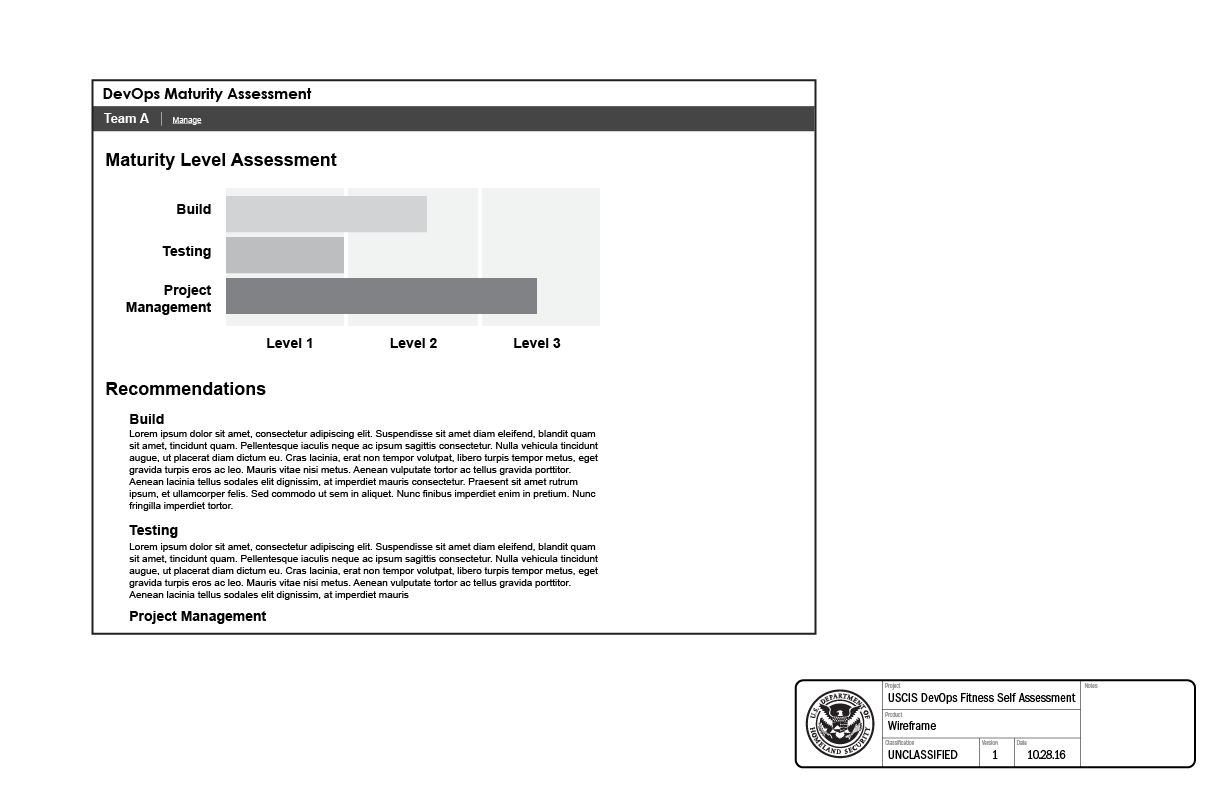 DevOps Maturity Assessment
Team A
Manage
Maturity Level Assessment
Build
Testing
Project
Management
Level 1
Level 2
Level 3
Recommendations
Build
Lorem ipsum dolor sit amet, consectetur adipiscing elit. Suspendisse sit amet diam eleifend, blandit quam
sit amet, tincidunt quam. Pellentesque iaculis neque ac ipsum sagittis consectetur. Nulla vehicula tincidunt
augue, ut placerat diam dictum eu. Cras lacinia, erat non tempor volutpat, libero turpis tempor metus, eget
gravida turpis eros ac leo. Mauris vitae nisi metus. Aenean vulputate tortor ac tellus gravida porttitor.
Aenean lacinia tellus sodales elit dignissim, at imperdiet mauris consectetur. Praesent sit amet rutrum
ipsum, et ullamcorper felis. Sed commodo ut sem in aliquet. Nunc finibus imperdiet enim in pretium. Nunc
fringilla imperdiet tortor.
Testing
Lorem ipsum dolor sit amet, consectetur adipiscing elit. Suspendisse sit amet diam eleifend, blandit quam
sit amet, tincidunt quam. Pellentesque iaculis neque ac ipsum sagittis consectetur. Nulla vehicula tincidunt
augue, ut placerat diam dictum eu. Cras lacinia, erat non tempor volutpat, libero turpis tempor metus, eget
gravida turpis eros ac leo. Mauris vitae nisi metus. Aenean vulputate tortor ac tellus gravida porttitor.
Aenean lacinia tellus sodales elit dignissim, at imperdiet mauris
Project Management
U.S. DEPARTMENT OF
HOMELAND SECURITY
Project
USCIS DevOps Fitness Self Assessment
Product
Wireframe
Classification
UNCLASSIFIED
Version
1
Date
10.28.16
Notes